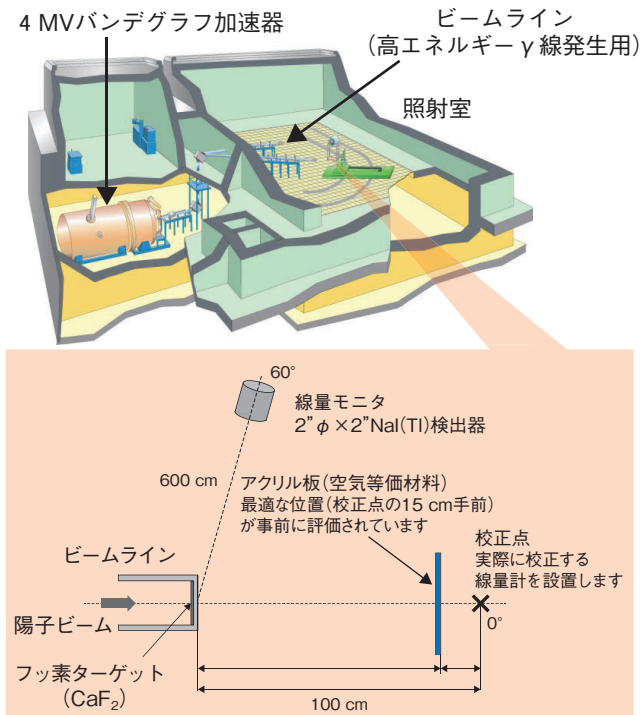 4 MVバンデグラフ加速器
ビームライン
(高エネルギーγ線発生用)
照射室
60°
線量モニタ
2”φ×2”NaI(Tl)検出器
600 cm
アクリル板(空気等価材料)
最適な位置(校正点の15 cm手前)
が事前に評価されています
校正点
実際に校正する
線量計を設置します
ビームライン
陽子ビーム
0°
フッ素ターゲット
(CaF₂)
100 cm